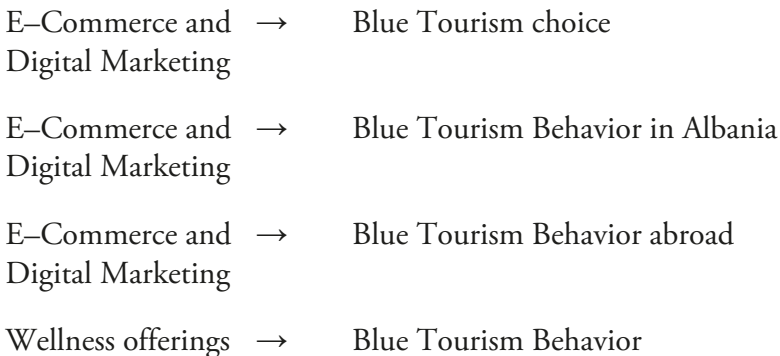 E–Commerce and → Blue Tourism choice
Digital Marketing
E–Commerce and → Blue Tourism Behavior in Albania
Digital Marketing
E–Commerce and → Blue Tourism Behavior abroad
Digital Marketing
Wellness offerings → Blue Tourism Behavior